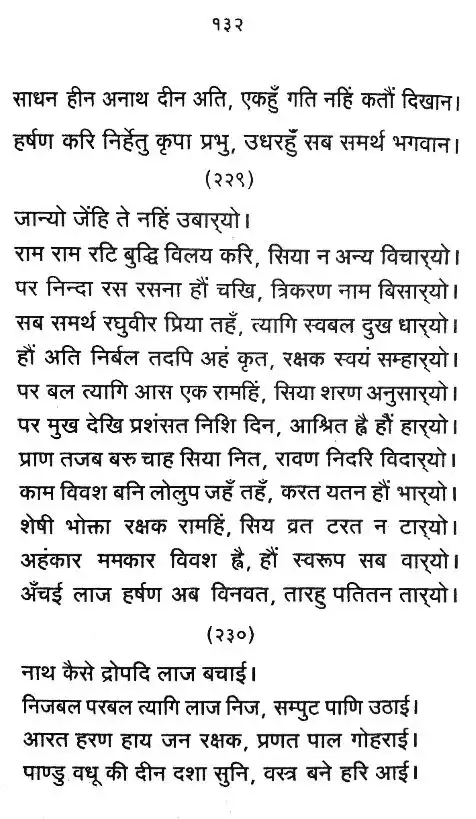 १३२
साधन हीन अनाथ दीन अति, एकहुँ गति नहिं कतौं दिखान।
हर्षण करि निर्हेतु कृपा प्रभु, उधरहुँ सब समर्थ भगवान।
(२२९)
जान्यो जेंहि ते नहिं उबार्‍यो।
राम राम रटि बुद्धि विलय करि, सिया न अन्य विचार्‍यो।
पर निन्दा रस रसना हौं चखि, त्रिकरण नाम बिसार्‍यो।
सब समर्थ रघुवीर प्रिया तहँ, त्यागि स्वबल दुख धार्‍यो।
हौं अति निर्बल तदपि अहं कृत, रक्षक स्वयं सम्हार्‍यो।
पर बल त्यागि आस एक रामहिं, सिया शरण अनुसार्‍यो।
पर मुख देखि प्रशंसत निशि दिन, आश्रित ह्वै हौं हार्‍यो।
प्राण तजब बरु चाह सिया नित, रावण निदरि विदार्‍यो।
काम विवश बनि लोलुप जहँ तहँ, करत यतन हौं भार्‍यो।
शेषी भोक्ता रक्षक रामहिं, सिय व्रत टरत न टार्‍यो।
अहंकार ममकार विवश ह्वै, हौं स्वरूप सब वार्‍यो।
अँचई लाज हर्षण अब विनवत, तारहु पतितन तार्‍यो।
(२३०)
नाथ कैसे द्रोपदि लाज बचाई।
निजबल परबल त्यागि लाज निज, सम्पुट पाणि उठाई।
आरत हरण हाय जन रक्षक, प्रणत पाल गोहराई।
पाण्डु वधू की दीन दशा सुनि, वस्त्र बने हरि आई।